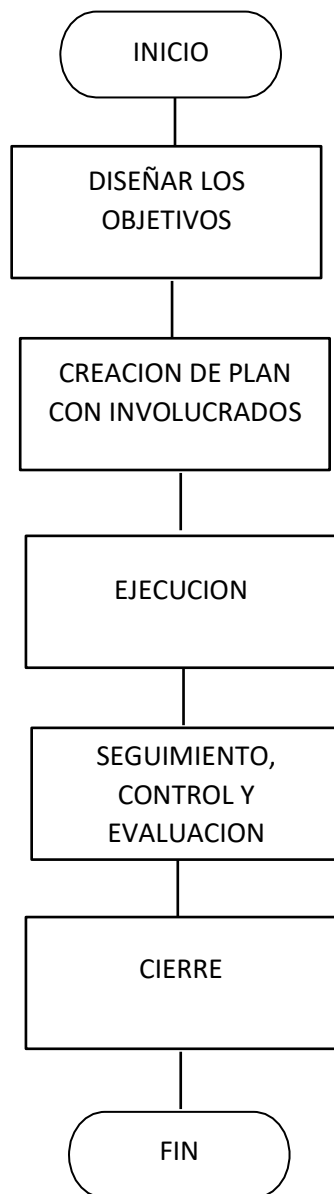 INICIO
DISEÑAR LOS
OBJETIVOS
CREACION DE PLAN
CON INVOLUCRADOS
EJECUCION
SEGUIMIENTO,
CONTROL Y
EVALUACION
CIERRE
FIN